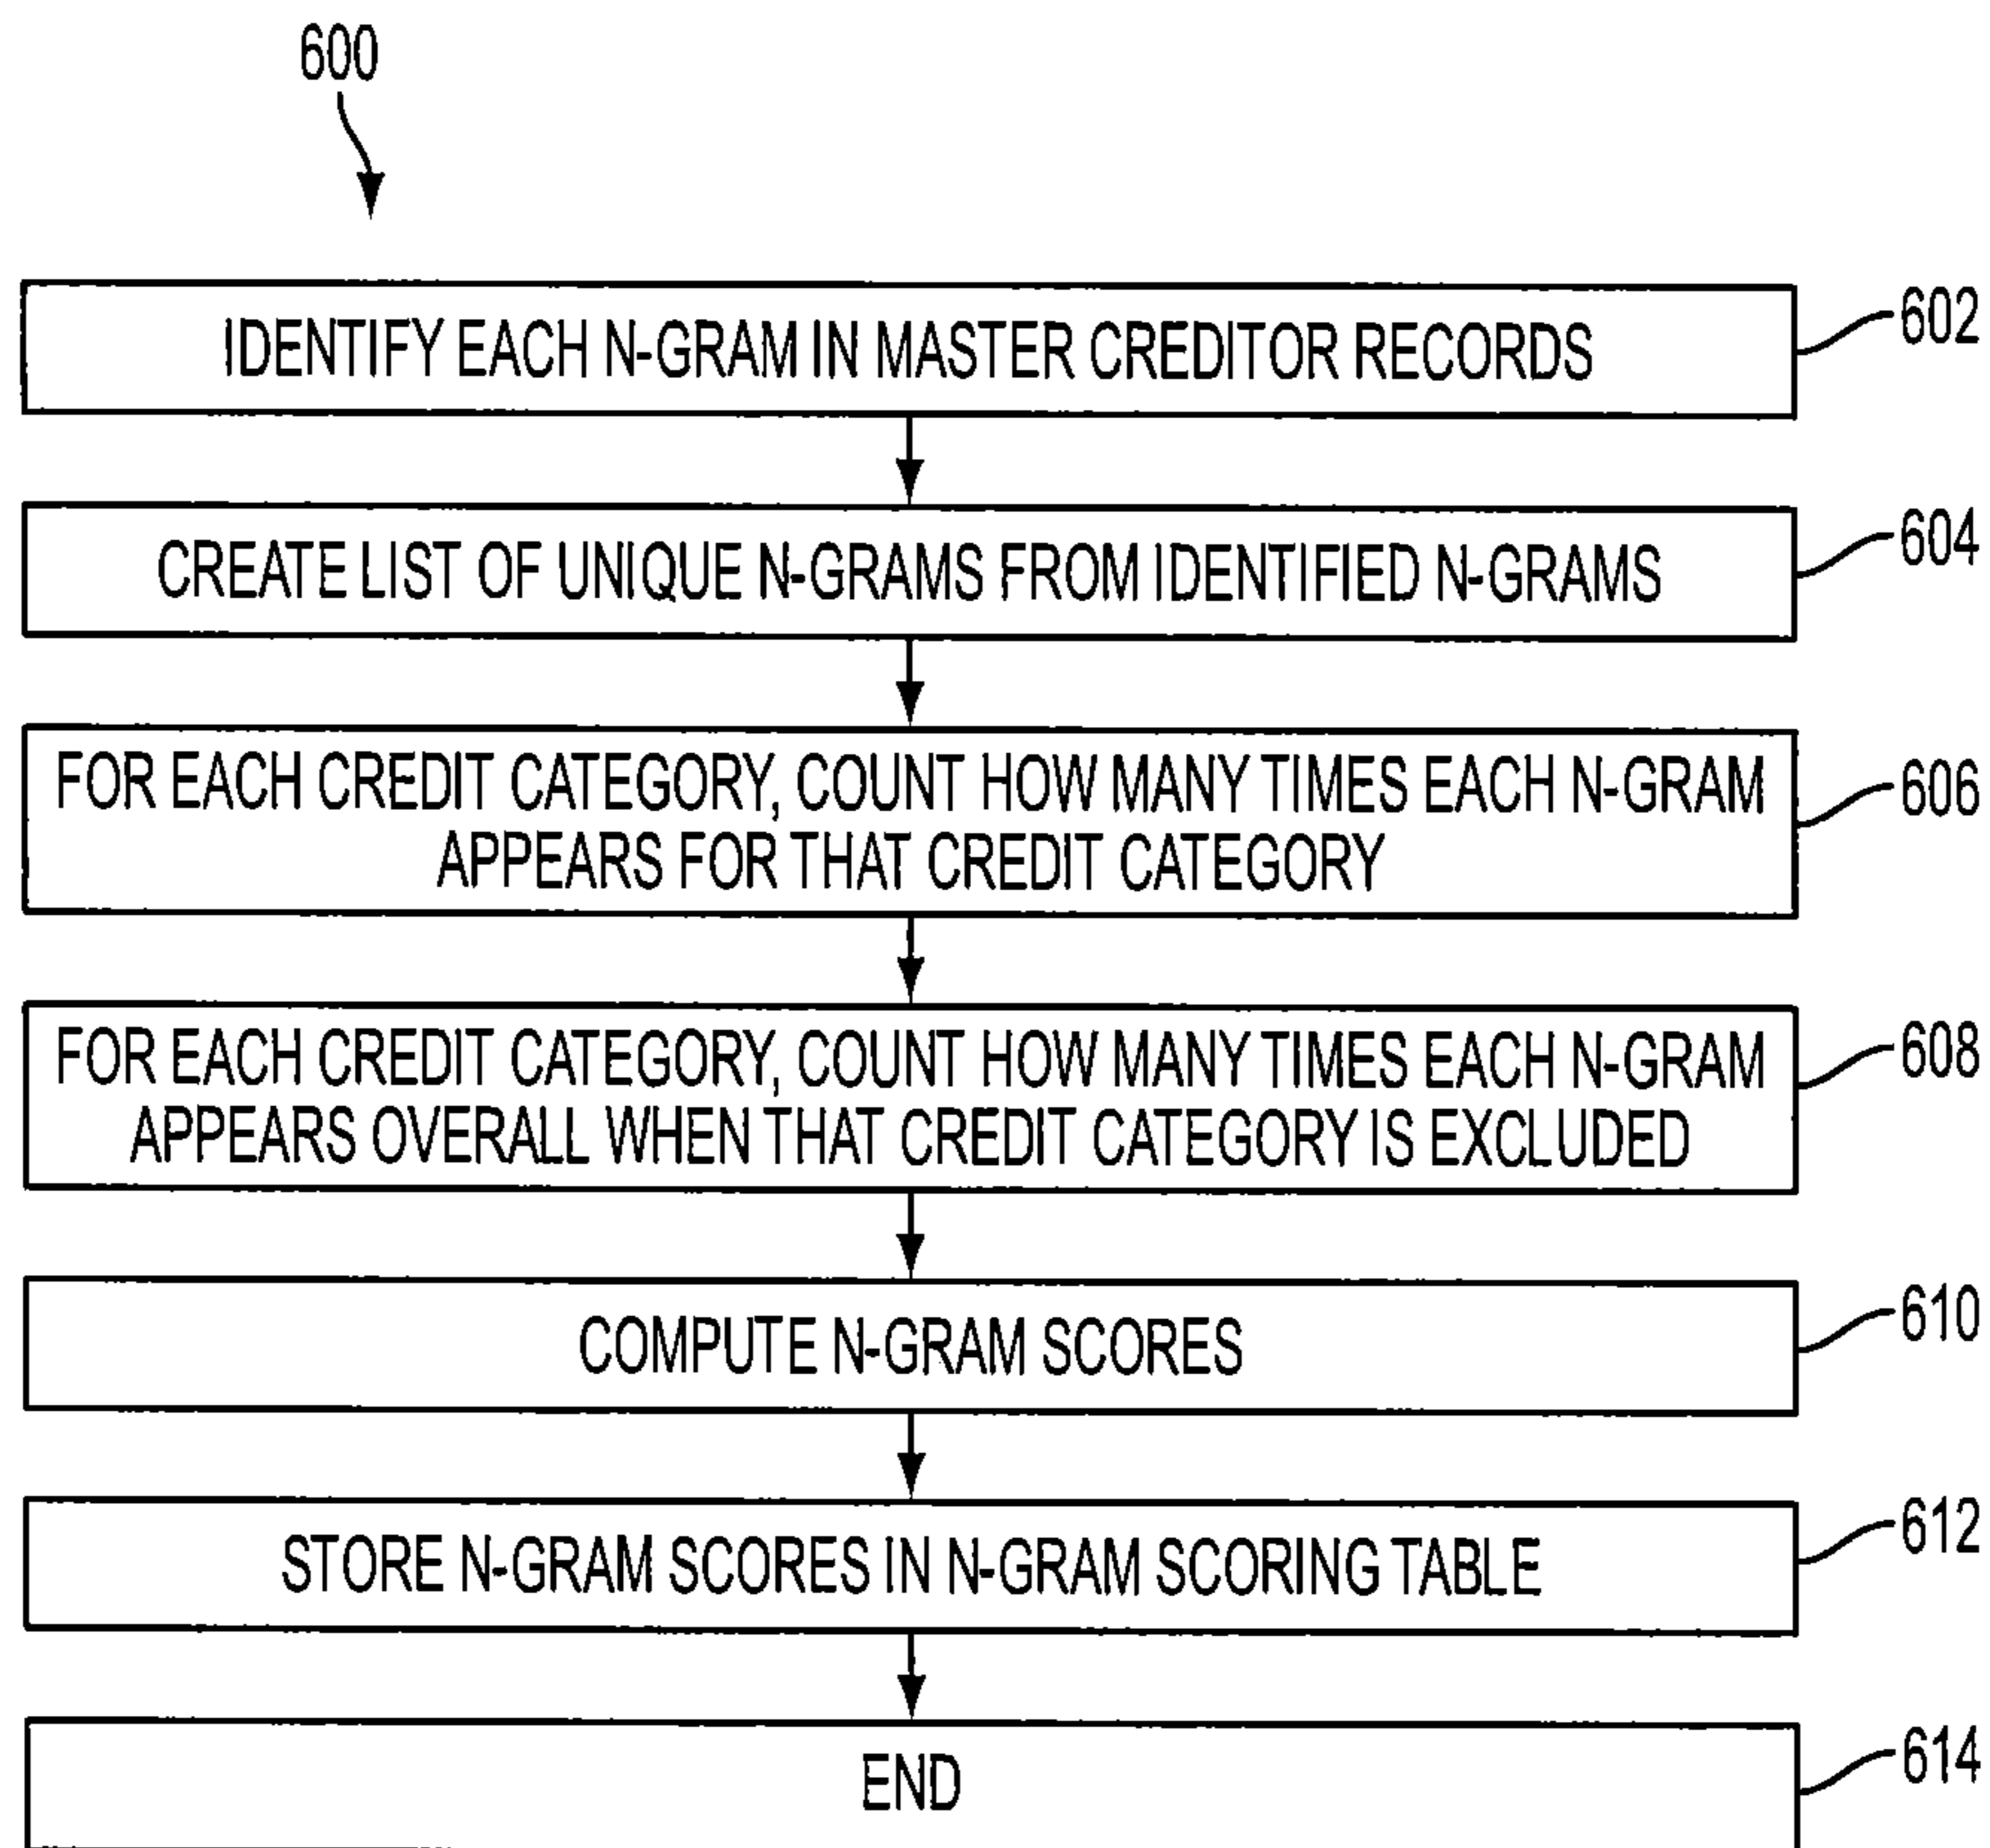 600
IDENTIFY EACH N-GRAM IN MASTER CREDITOR RECORDS
602
CREATE LIST OF UNIQUE N-GRAMS FROM IDENTIFIED N-GRAMS
604
FOR EACH CREDIT CATEGORY, COUNT HOW MANY TIMES EACH N-GRAM
APPEARS FOR THAT CREDIT CATEGORY
606
FOR EACH CREDIT CATEGORY, COUNT HOW MANY TIMES EACH N-GRAM
APPEARS OVERALL WHEN THAT CREDIT CATEGORY IS EXCLUDED
608
COMPUTE N-GRAM SCORES
610
STORE N-GRAM SCORES IN N-GRAM SCORING TABLE
612
END
614